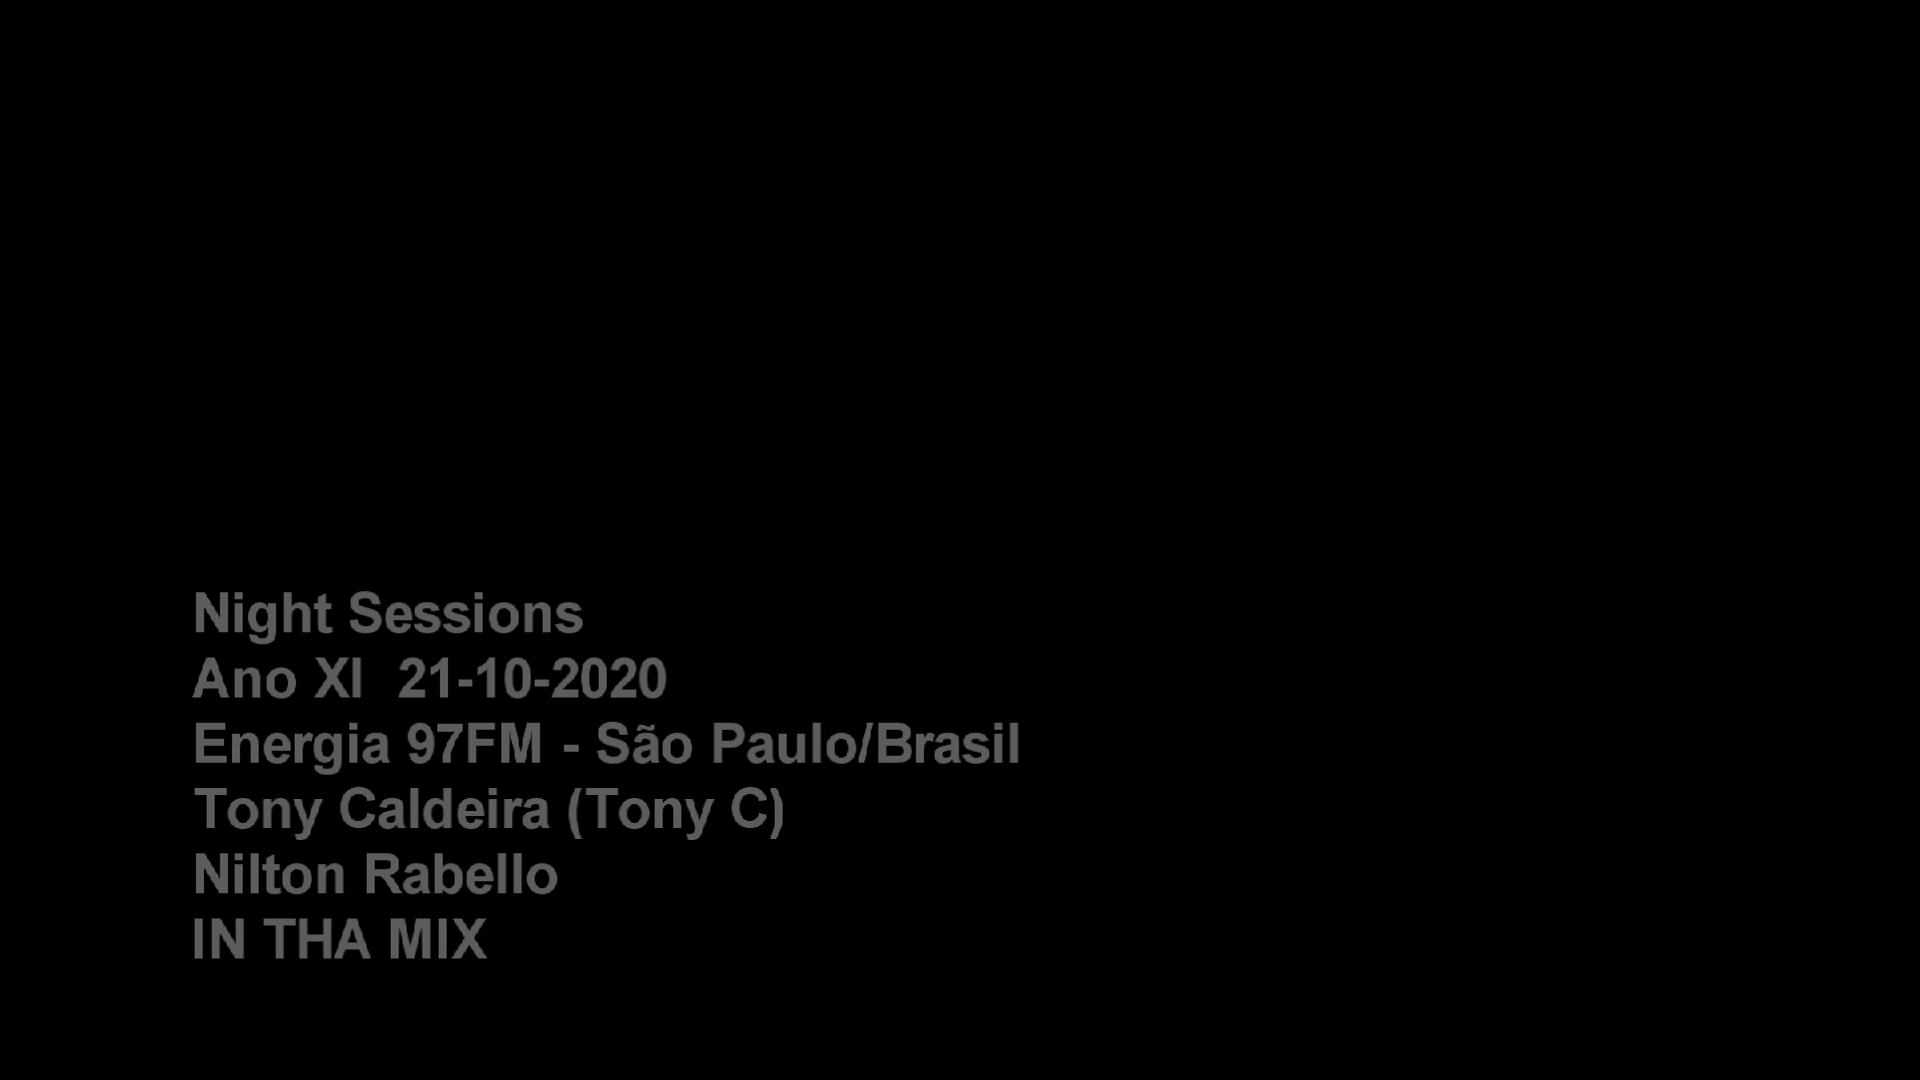 Night Sessions
Ano XI  21-10-2020
Energia 97FM - São Paulo/Brasil
Tony Caldeira (Tony C)
Nilton Rabello
IN THA MIX